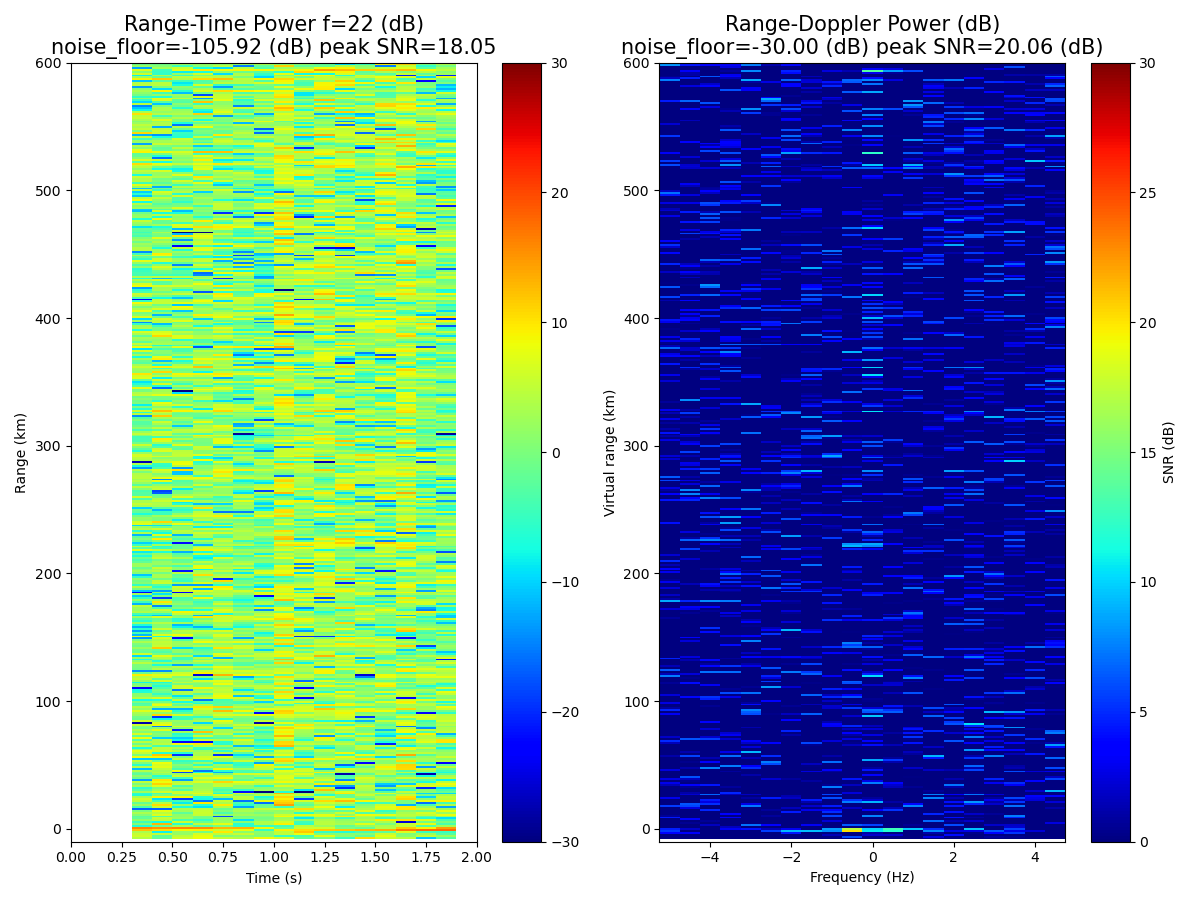 Range-Time Power f=22 (dB)
noise_floor=-105.92 (dB) peak SNR=18.05
Range-Doppler Power (dB)
noise_floor=-30.00 (dB) peak SNR=20.06 (dB)
600
500
400
300
200
100
0
Range (km)
0.00 0.25 0.50 0.75 1.00 1.25 1.50 1.75 2.00
Time (s)
30
20
10
0
−10
−20
−30
600
500
400
300
200
100
0
Virtual range (km)
−4 −2 0 2 4
Frequency (Hz)
30
25
20
15
10
5
0
SNR (dB)